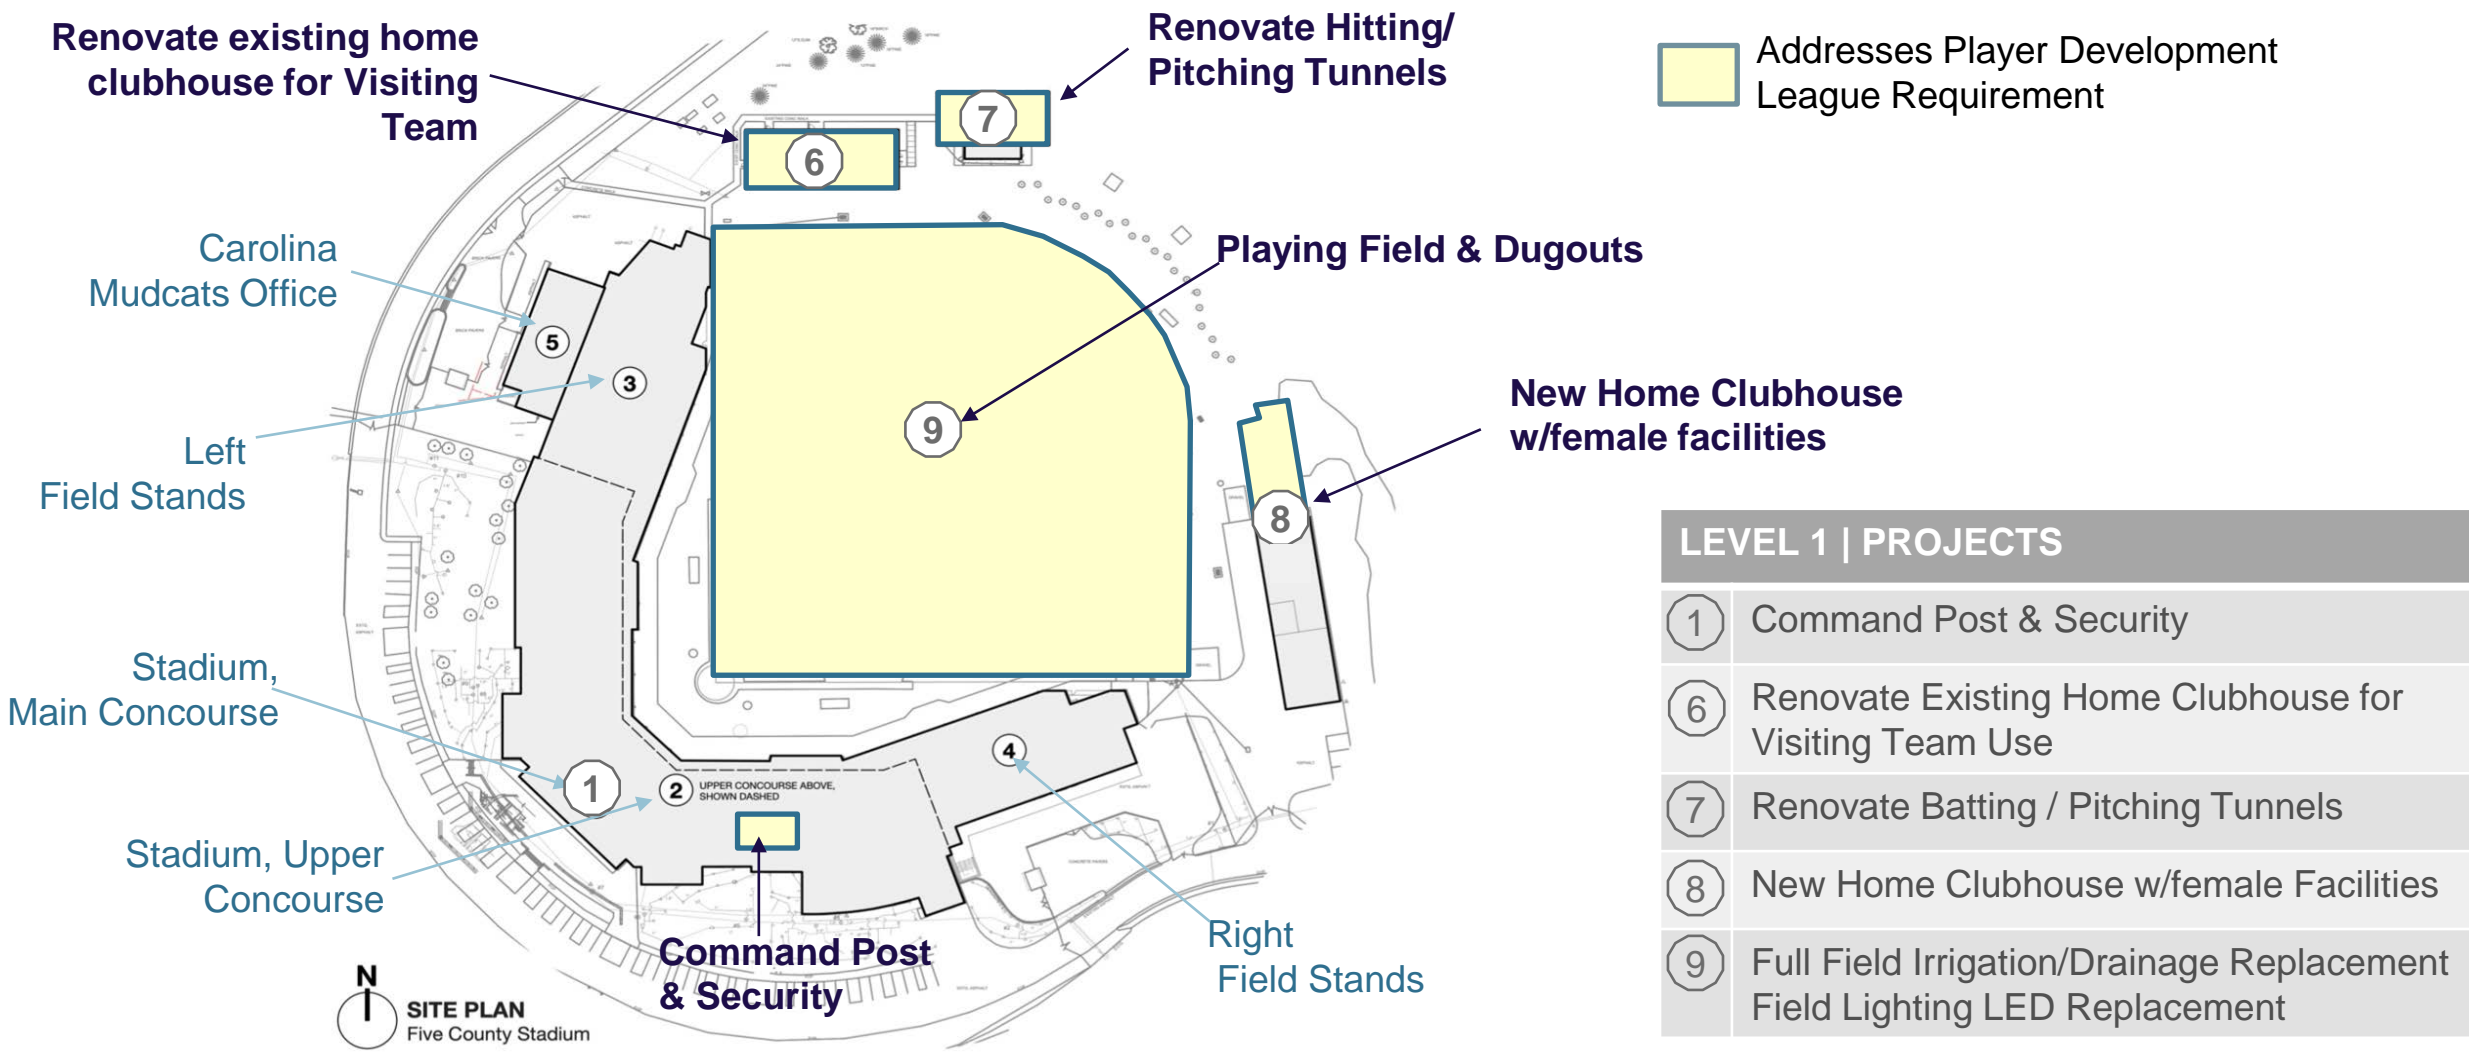 Renovate existing home
clubhouse for Visiting
Team
Renovate Hitting/
Pitching Tunnels
Addresses Player Development
League Requirement
7
6
Carolina
Mudcats Office
Playing Field & Dugouts
5
3
9
New Home Clubhouse
w/female facilities
Left
Field Stands
8
LEVEL 1 | PROJECTS
1 Command Post & Security
6 Renovate Existing Home Clubhouse for
Visiting Team Use
7 Renovate Batting / Pitching Tunnels
8 New Home Clubhouse w/female Facilities
9 Full Field Irrigation/Drainage Replacement
Field Lighting LED Replacement
Stadium,
Main Concourse
4
1
2 UPPER CONCOURSE ABOVE,
SHOWN DASHED
Stadium, Upper
Concourse
Command Post
& Security
Right
Field Stands
N
SITE PLAN
Five County Stadium